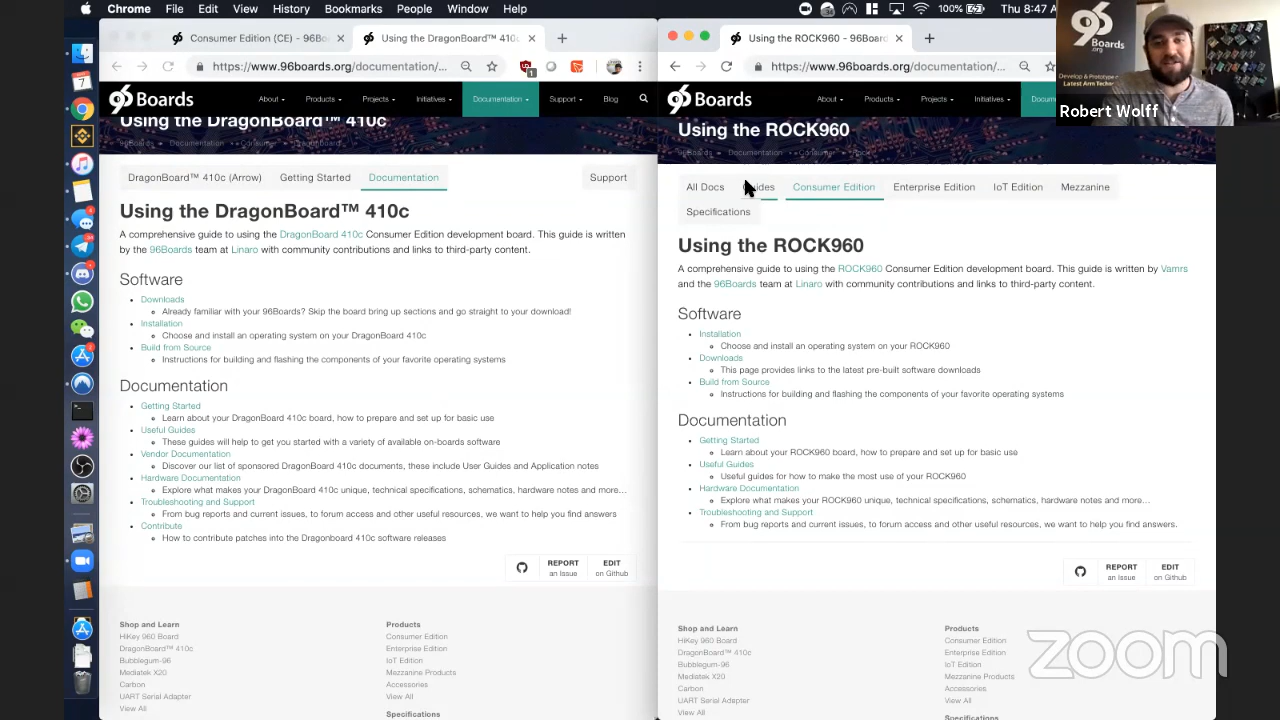 Chrome File Edit View History Bookmarks People Window Help 100% Thu 8:47 A
Consumer Edition (CE) - 96Bo
Using the DragonBoard™ 410c
https://www.96boards.org/documentation/...
96 Boards
About Products Projects Initiatives Documentation Support Blog
Using the DragonBoard™ 410c
96Boards Documentation Consumer DragonBoard
DragonBoard™ 410c (Arrow) Getting Started Documentation Support
Using the DragonBoard™ 410c
A comprehensive guide to using the DragonBoard 410c Consumer Edition development board. This guide is written
by the 96Boards team at Linaro with community contributions and links to third-party content.
Software
Downloads
Already familiar with your 96Boards? Skip the board bring up sections and go straight to your download!
Installation
Choose and install an operating system on your DragonBoard 410c
Build from Source
Instructions for building and flashing the components of your favorite operating systems
Documentation
Getting Started
Learn about your DragonBoard 410c board, how to prepare and set up for basic use
Useful Guides
These guides will help to get you started with a variety of available on-boards software
Vendor Documentation
Discover our list of sponsored DragonBoard 410c documents, these include User Guides and Application notes
Hardware Documentation
Explore what makes your DragonBoard 410c unique, technical specifications, schematics, hardware notes and more...
Troubleshooting and Support
From bug reports and current issues, to forum access and other useful resources, we want to help you find answers
Contribute
How to contribute patches into the Dragonboard 410c software releases
REPORT
an Issue
EDIT
on Github
Shop and Learn
HiKey 960 Board
DragonBoard™ 410c
Bubblegum-96
Mediatek X20
Carbon
UART Serial Adapter
View All
Products
Consumer Edition
Enterprise Edition
IoT Edition
Mezzanine Products
Accessories
View All
Specifications
Using the ROCK960 - 96Boar
https://www.96boards.org/documentation/...
96 Boards
About Products Projects Initiatives Docum
Using the ROCK960
96Boards Documentation Consumer Rock
All Docs ides Consumer Edition Enterprise Edition IoT Edition Mezzanine
Specifications
Using the ROCK960
A comprehensive guide to using the ROCK960 Consumer Edition development board. This guide is written by Vamrs
and the 96Boards team at Linaro with community contributions and links to third-party content.
Software
Installation
Choose and install an operating system on your ROCK960
Downloads
This page provides links to the latest pre-built software downloads
Build from Source
Instructions for building and flashing the components of your favorite operating systems
Documentation
Getting Started
Learn about your ROCK960 board, how to prepare and set up for basic use
Useful Guides
Useful guides for how to make the most use of your ROCK960
Hardware Documentation
Explore what makes your ROCK960 unique, technical specifications, schematics, hardware notes and more...
Troubleshooting and Support
From bug reports and current issues, to forum access and other useful resources, we want to help you find answers.
REPORT
an Issue
EDIT
on Github
Shop and Learn
HiKey 960 Board
DragonBoard™ 410c
Bubblegum-96
Mediatek X20
Carbon
UART Serial Adapter
View All
Products
Consumer Edition
Enterprise Edition
IoT Edition
Mezzanine Products
Accessories
View All
Specifications
96
Boards
.org
Develop & Prototype
Latest Arm Techno
Robert Wolff
zoom